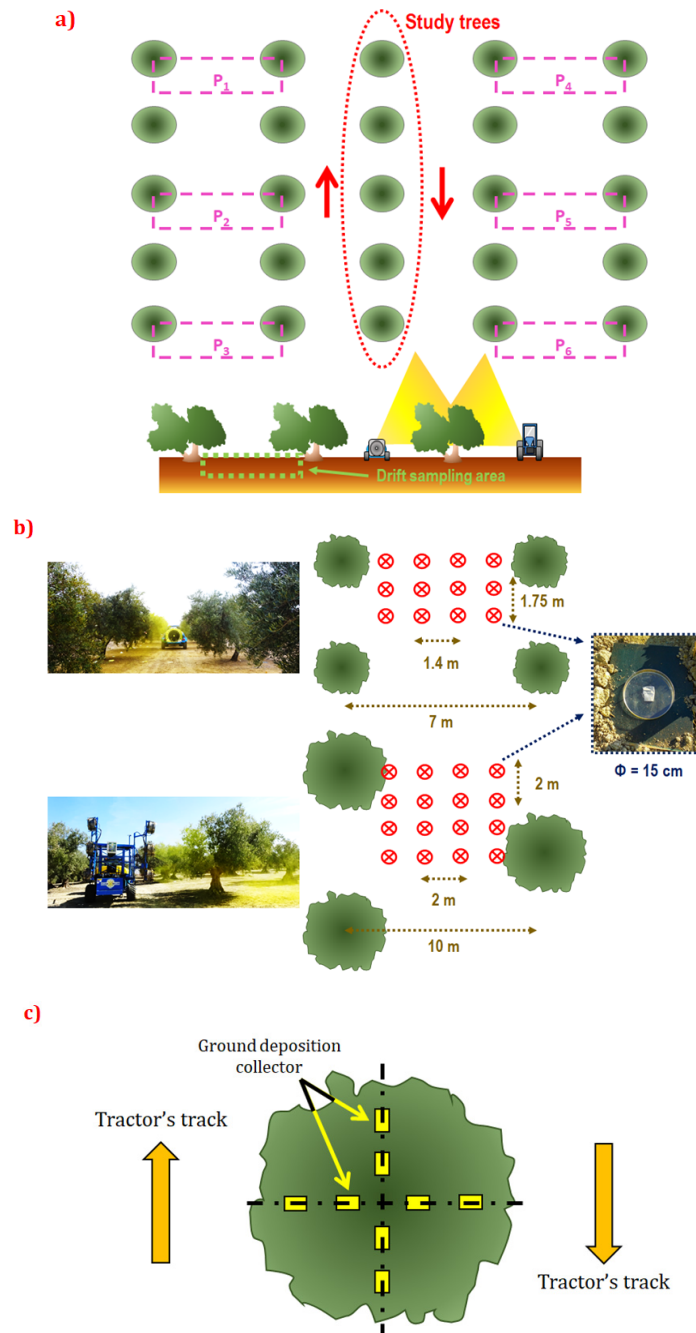 a)
Study trees
P1
P4
P2
P5
P3
P6
Drift sampling area
b)
1.75 m
1.4 m
7 m
Φ = 15 cm
2 m
2 m
10 m
c)
Ground deposition
collector
Tractor's track
Tractor's track